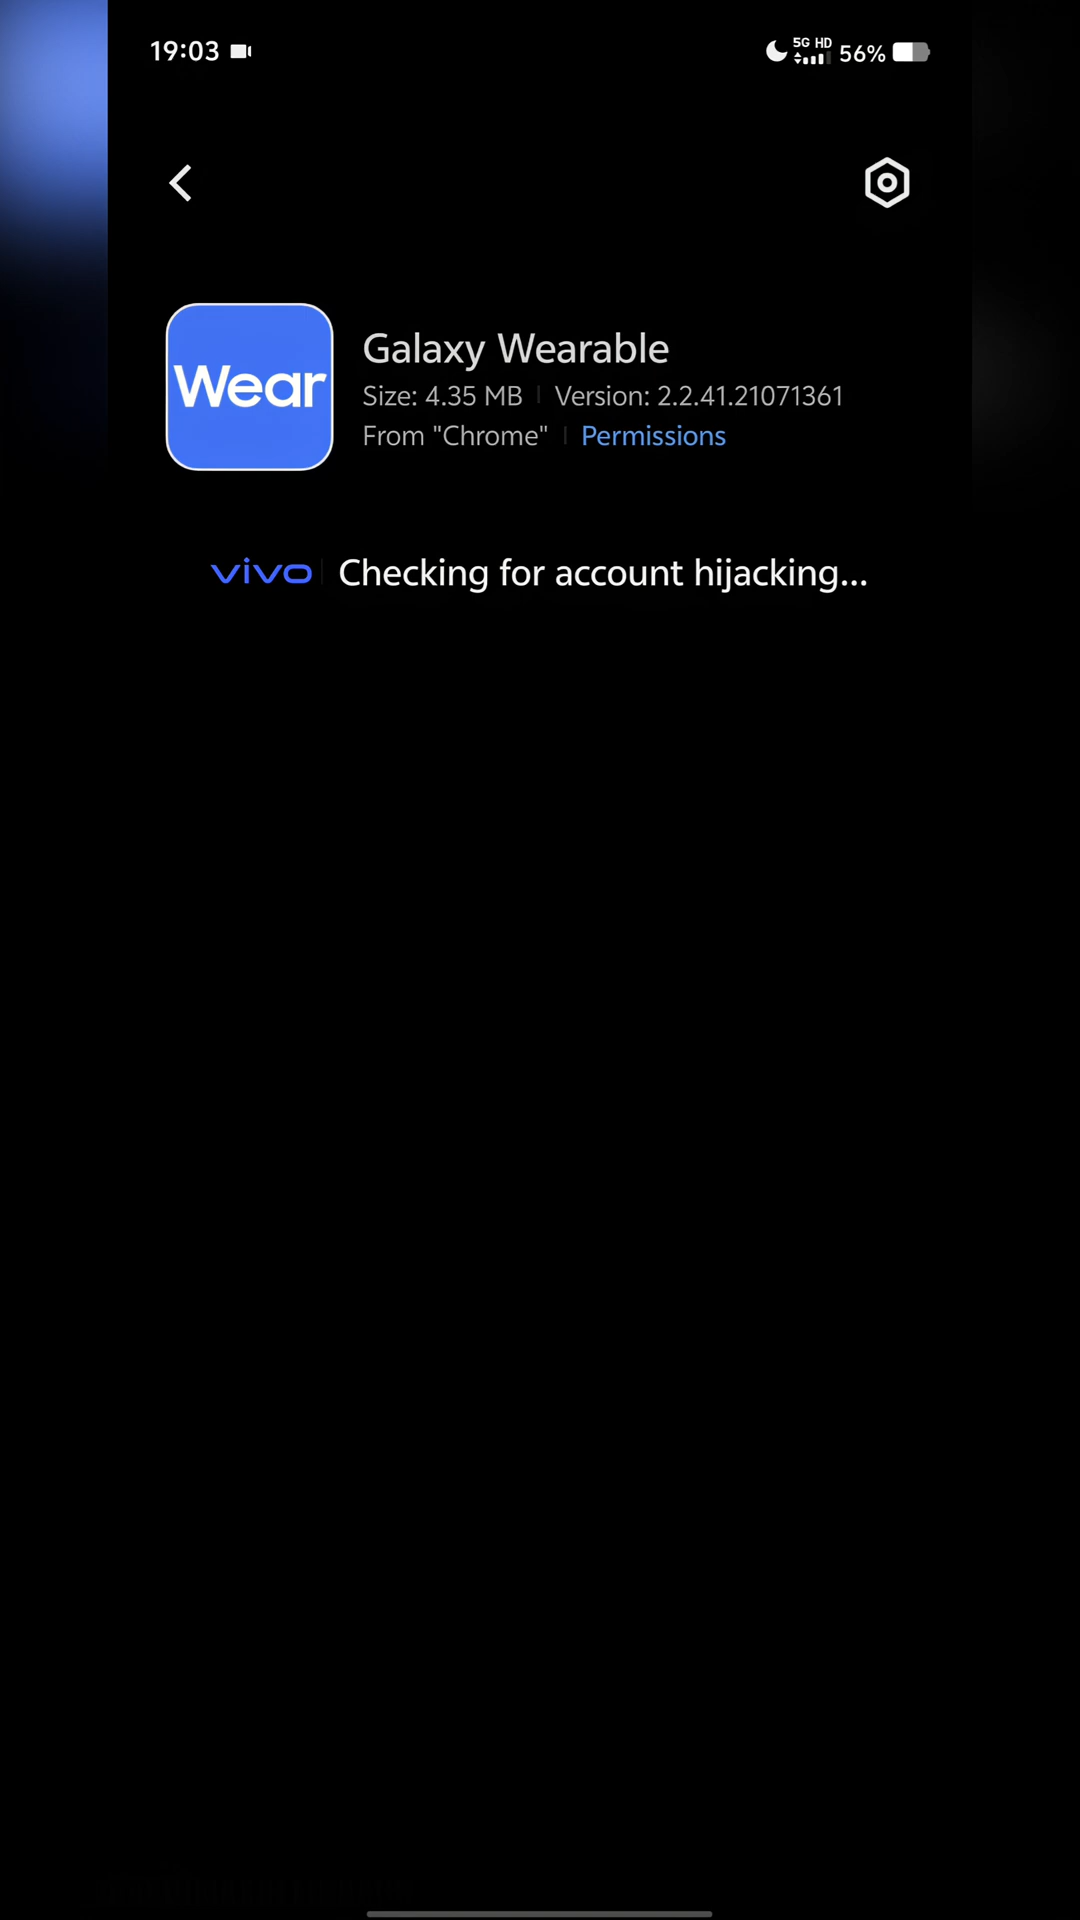 19:03
5G HD
56%
Wear
Galaxy Wearable
Size: 4.35 MB | Version: 2.2.41.21071361
From "Chrome" | Permissions
vivo | Checking for account hijacking...